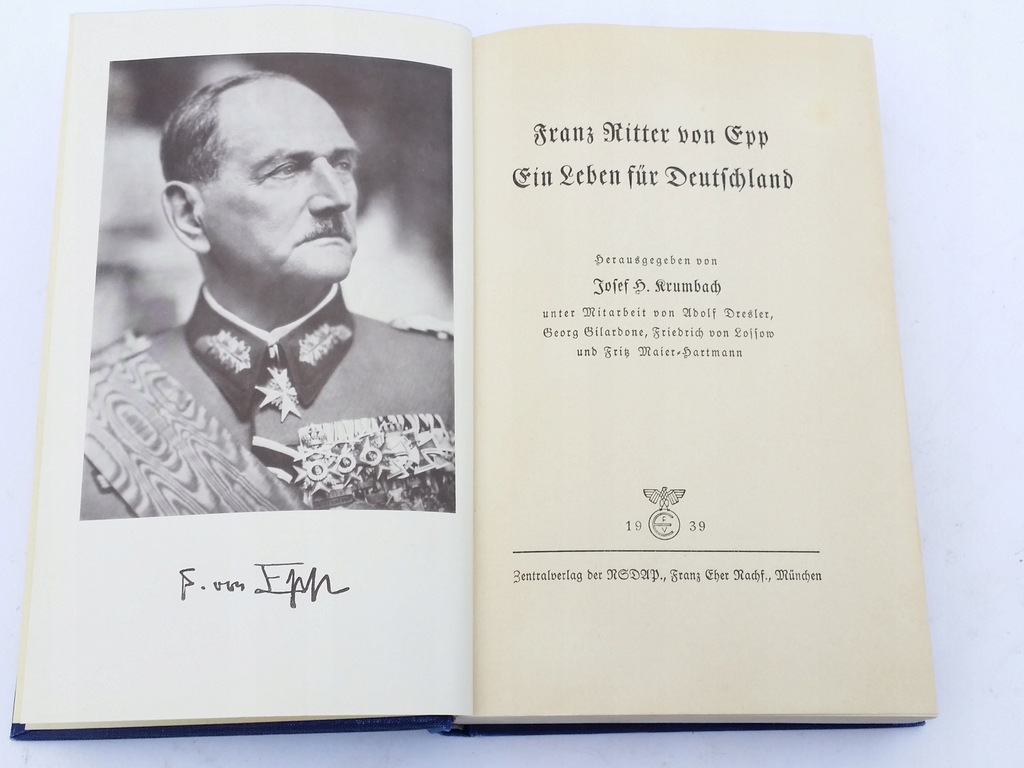 F. von Epp
Franz Ritter von Epp
Ein Leben für Deutschland
Herausgegeben von
Josef H. Krumbach
unter Mitarbeit von Adolf Dresler,
Georg Gilardone, Friedrich von Lossow
und Fritz Maier-Hartmann
19 39
Zentralverlag der NSDAP., Franz Eher Nachf., München